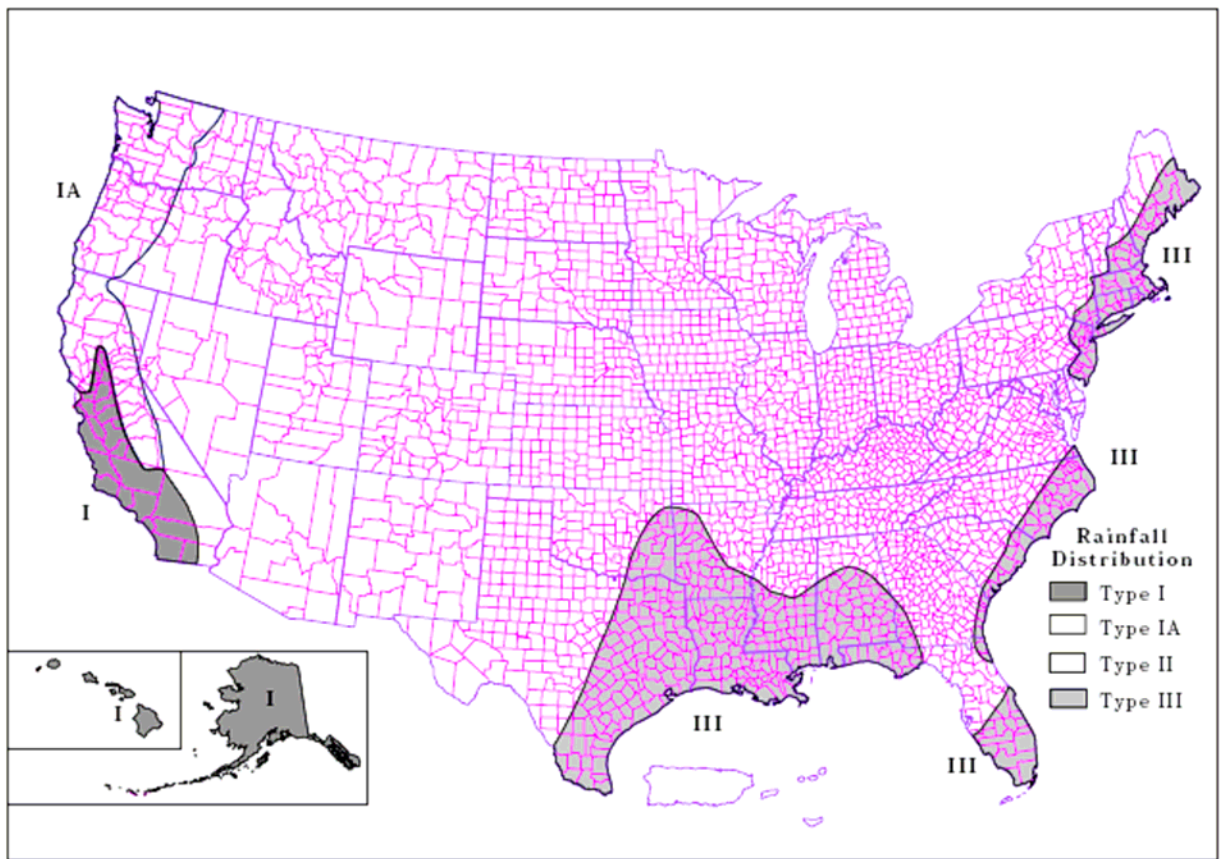 IA
III
III
I
Rainfall
Distribution
Type I
Type IA
Type II
Type III
I
I
III
III